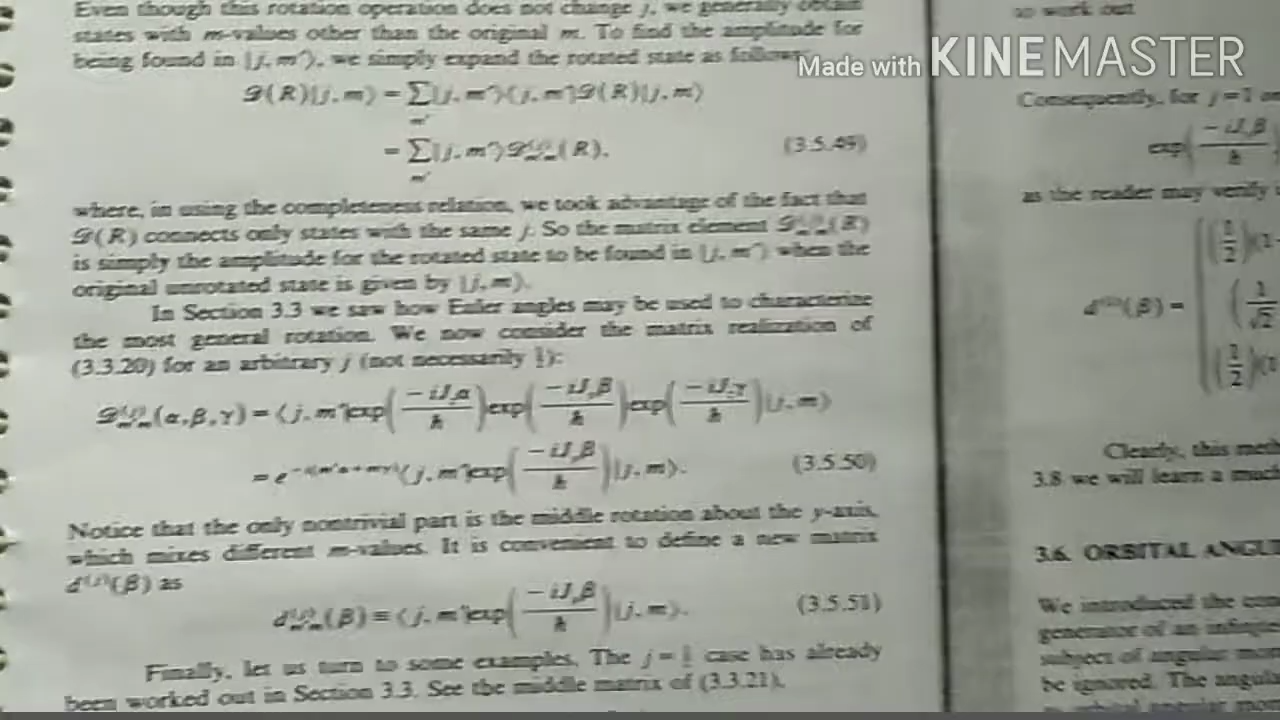 Even though this rotation operation does not change j, we generally obtain
states with m-values other than the original m. To find the amplitude for
being found in |j, m'⟩, we simply expand the rotated state as follows:
𝒟(R)|j, m⟩ = ∑_{m'} |j, m'⟩⟨j, m'|𝒟(R)|j, m⟩
= ∑_{m'} |j, m'⟩𝒟^{(j)}_{m'm}(R), (3.5.49)
where, in using the completeness relation, we took advantage of the fact that
𝒟(R) connects only states with the same j. So the matrix element 𝒟^{(j)}_{m'm}(R)
is simply the amplitude for the rotated state to be found in |j, m'⟩ when the
original unrotated state is given by |j, m⟩.
In Section 3.3 we saw how Euler angles may be used to characterize
the most general rotation. We now consider the matrix realization of
(3.3.20) for an arbitrary j (not necessarily ½):
𝒟^{(j)}_{m'm}(α, β, γ) = ⟨j, m'|exp(−iJ_zα/ħ)exp(−iJ_yβ/ħ)exp(−iJ_zγ/ħ)|j, m⟩
= e^{−i(m'α+mγ)}⟨j, m'|exp(−iJ_yβ/ħ)|j, m⟩. (3.5.50)
Notice that the only nontrivial part is the middle rotation about the y-axis,
which mixes different m-values. It is convenient to define a new matrix
d^{(j)}(β) as
d^{(j)}_{m'm}(β) ≡ ⟨j, m'|exp(−iJ_yβ/ħ)|j, m⟩. (3.5.51)
Finally, let us turn to some examples. The j = ½ case has already
been worked out in Section 3.3. See the middle matrix of (3.3.21),
to work out
Made with KINEMASTER
Consequently, for j = 1
exp(−iJ_yβ/ħ
as the reader may verify
(1/2)(1
d^{(1)}(β) = (1/√2
(1/2)(1
Clearly, this
3.8 we will learn a much
3.6. ORBITAL
We introduced the
generator of an
subject of angular
be ignored. The